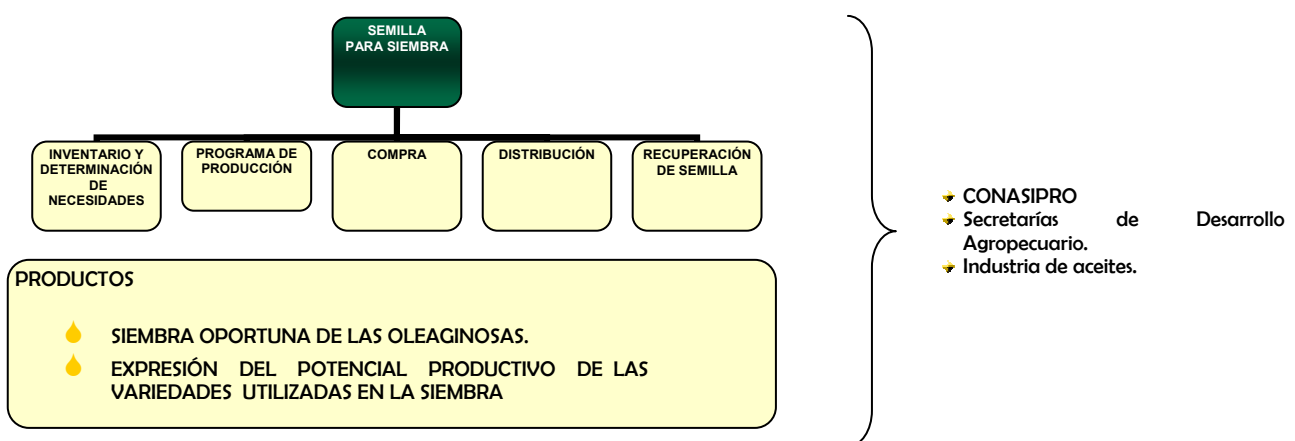 SEMILLA
PARA SIEMBRA
INVENTARIO Y
DETERMINACIÓN
DE
NECESIDADES
PROGRAMA DE
PRODUCCIÓN
COMPRA
DISTRIBUCIÓN
RECUPERACIÓN
DE SEMILLA
PRODUCTOS
SIEMBRA OPORTUNA DE LAS OLEAGINOSAS.
EXPRESIÓN DEL POTENCIAL PRODUCTIVO DE LAS
VARIEDADES UTILIZADAS EN LA SIEMBRA
CONASIPRO
Secretarías de Desarrollo
Agropecuario.
Industria de aceites.